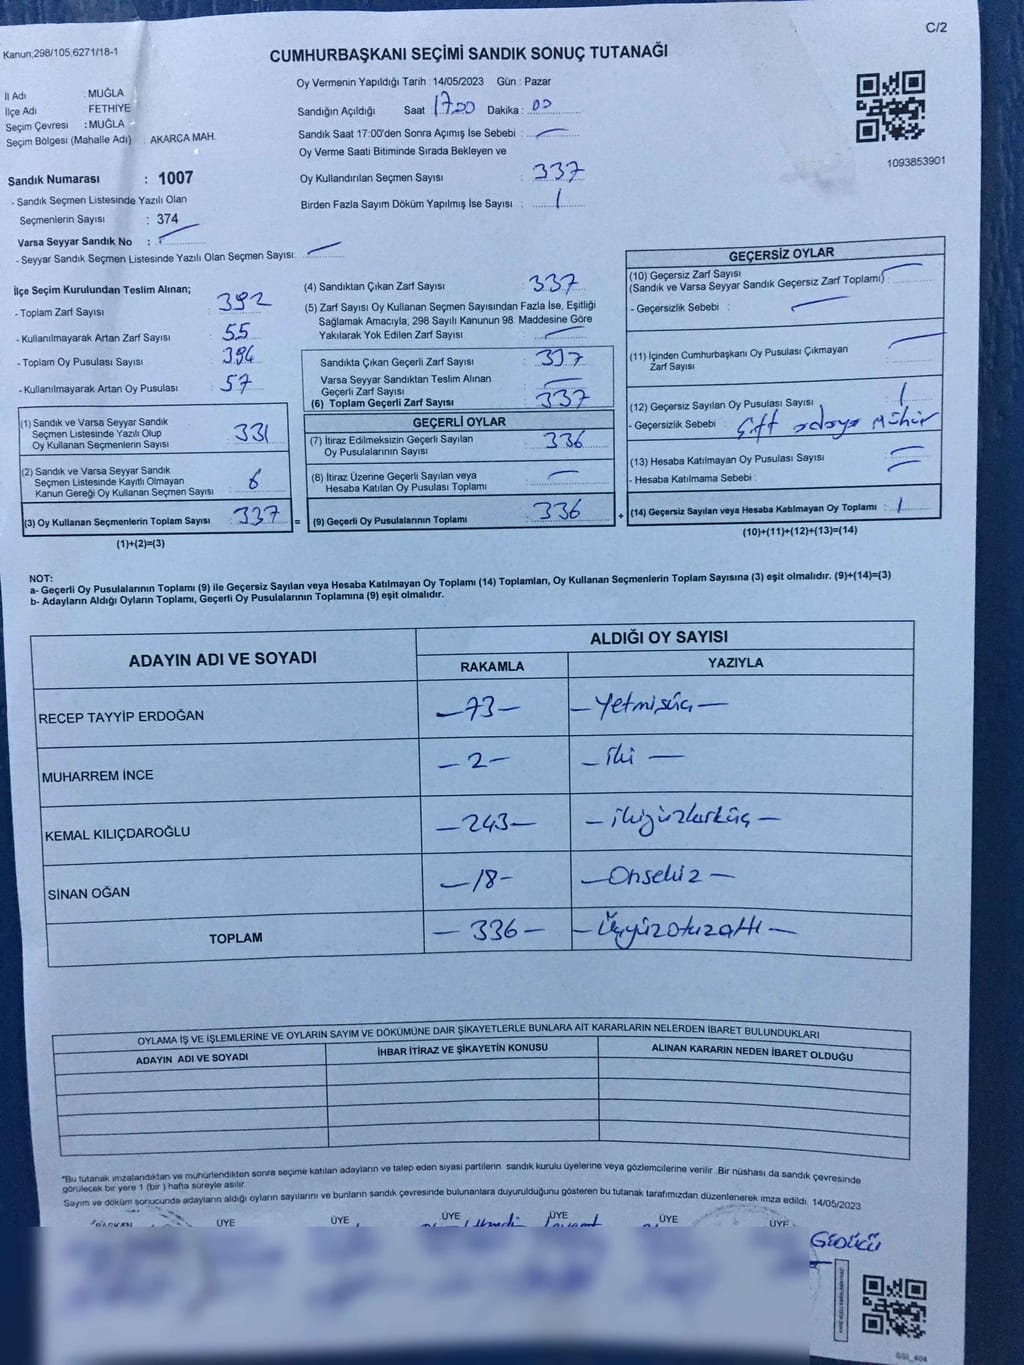 C/2
Kanun;298/105,6271/18-1
CUMHURBAŞKANI SEÇİMİ SANDIK SONUÇ TUTANAĞI
İl Adı : MUĞLA
İlçe Adı FETHİYE
Seçim Çevresi : MUĞLA
Seçim Bölgesi (Mahalle Adı) : AKARCA MAH.
Sandık Numarası : 1007
- Sandık Seçmen Listesinde Yazılı Olan
Seçmenlerin Sayısı : 374
Varsa Seyyar Sandık No :
- Seyyar Sandık Seçmen Listesinde Yazılı Olan Seçmen Sayısı.
Oy Vermenin Yapıldığı Tarih : 14/05/2023 Gün : Pazar
Sandığın Açıldığı Saat 17:00 Dakika : 00
Sandık Saat 17:00'den Sonra Açımış İse Sebebi :
Oy Verme Saati Bitiminde Sırada Bekleyen ve
Oy Kullandırılan Seçmen Sayısı : 337
Birden Fazla Sayım Döküm Yapılmış İse Sayısı : 1
1093853901
İlçe Seçim Kurulundan Teslim Alınan;
- Toplam Zarf Sayısı : 392
- Kullanılmayarak Artan Zarf Sayısı : 55
- Toplam Oy Pusulası Sayısı : 394
- Kullanılmayarak Artan Oy Pusulası : 57
(1) Sandık ve Varsa Seyyar Sandık
Seçmen Listesinde Yazılı Olup
Oy Kullanan Seçmenlerin Sayısı : 331
(2) Sandık ve Varsa Seyyar Sandık
Seçmen Listesinde Kayıtlı Olmayan
Kanun Gereği Oy Kullanan Seçmen Sayısı : 6
(3) Oy Kullanan Seçmenlerin Toplam Sayısı : 337 =
(1)+(2)=(3)
(4) Sandıktan Çıkan Zarf Sayısı : 337
(5) Zarf Sayısı Oy Kullanan Seçmen Sayısından Fazla İse, Eşitliği
Sağlamak Amacıyla, 298 Sayılı Kanunun 98. Maddesine Göre
Yakılarak Yok Edilen Zarf Sayısı :
Sandıkta Çıkan Geçerli Zarf Sayısı : 337
Varsa Seyyar Sandıktan Teslim Alınan
Geçerli Zarf Sayısı :
(6) Toplam Geçerli Zarf Sayısı : 337
GEÇERLİ OYLAR
(7) İtiraz Edilmeksizin Geçerli Sayılan
Oy Pusulalarının Sayısı : 336
(8) İtiraz Üzerine Geçerli Sayılan veya
Hesaba Katılan Oy Pusulası Toplamı :
(9) Geçerli Oy Pusulalarının Toplamı : 336 +
GEÇERSİZ OYLAR
(10) Geçersiz Zarf Sayısı
(Sandık ve Varsa Seyyar Sandık Geçersiz Zarf Toplamı) :
- Geçersizlik Sebebi :
(11) İçinden Cumhurbaşkanı Oy Pusulası Çıkmayan
Zarf Sayısı :
(12) Geçersiz Sayılan Oy Pusulası Sayısı : 1
- Geçersizlik Sebebi : Çift adaya Mühür
(13) Hesaba Katılmayan Oy Pusulası Sayısı :
- Hesaba Katılmama Sebebi :
(14) Geçersiz Sayılan veya Hesaba Katılmayan Oy Toplamı : 1
(10)+(11)+(12)+(13)=(14)
NOT:
a- Geçerli Oy Pusulalarının Toplamı (9) ile Geçersiz Sayılan veya Hesaba Katılmayan Oy Toplamı (14) Toplamları, Oy Kullanan Seçmenlerin Toplam Sayısına (3) eşit olmalıdır. (9)+(14)=(3)
b- Adayların Aldığı Oyların Toplamı, Geçerli Oy Pusulalarının Toplamına (9) eşit olmalıdır.
ADAYIN ADI VE SOYADI
ALDIĞI OY SAYISI
RAKAMLA YAZIYLA
RECEP TAYYİP ERDOĞAN — 73 — — Yetmişüç —
MUHARREM İNCE — 2 — — iki —
KEMAL KILIÇDAROĞLU — 243 — — ikiyüzkırküç —
SİNAN OĞAN — 18 — — Onsekiz —
TOPLAM — 336 — — Üçyüzotuzaltı —
OYLAMA İŞ VE İŞLEMLERİNE VE OYLARIN SAYIM VE DÖKÜMÜNE DAİR ŞİKAYETLERLE BUNLARA AİT KARARLARIN NELERDEN İBARET BULUNDUKLARI
ADAYIN ADI VE SOYADI İHBAR İTİRAZ VE ŞİKAYETİN KONUSU ALINAN KARARIN NEDEN İBARET OLDUĞU
*Bu tutanak imzalandıktan ve mühürlendikten sonra seçime katılan adayların ve talep eden siyasi partilerin sandık kurulu üyelerine veya gözlemcilerine verilir .Bir nüshası da sandık çevresinde
görülecek bir yere 1 (bir ) hafta süreyle asılır.
Sayım ve döküm sonucunda adayların aldığı oyların sayılarını ve bunların sandık çevresinde bulunanlara duyurulduğunu gösteren bu tutanak tarafımızdan düzenlenerek imza edildi. 14/05/2023
BAŞKAN ÜYE ÜYE ÜYE ÜYE ÜYE ÜYE